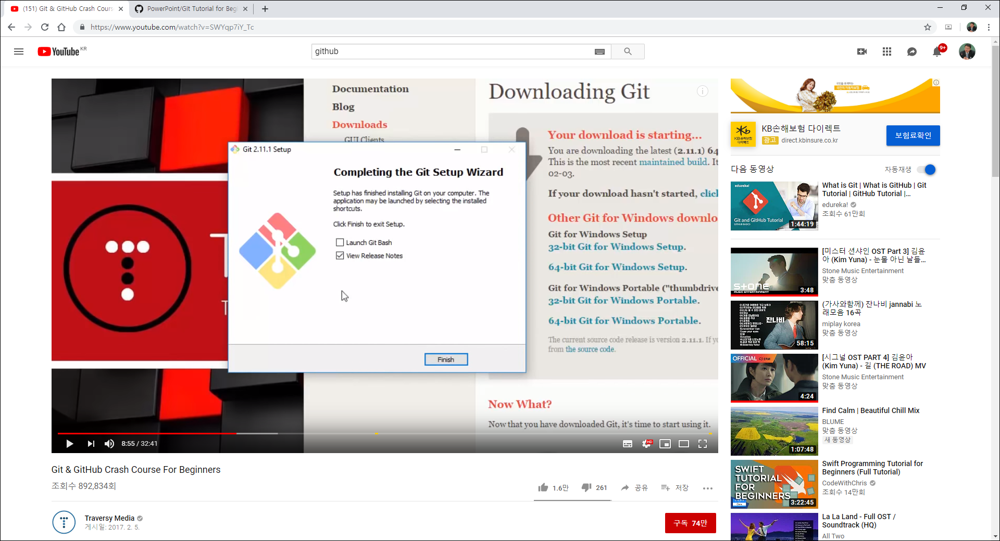 (151) Git & GitHub Crash Cours
PowerPoint/Git Tutorial for Beg
https://www.youtube.com/watch?v=SWYqp7iY_Tc
YouTube KR
github
9+
Documentation
Blog
Downloads
GUI Clients
Downloading Git
Your download is starting...
You are downloading the latest (2.11.1) 64
This is the most recent maintained build. It
02-03.
If your download hasn't started, click
Other Git for Windows downlo
Git for Windows Setup
32-bit Git for Windows Setup.
64-bit Git for Windows Setup.
Git for Windows Portable ("thumbdrive
32-bit Git for Windows Portable.
64-bit Git for Windows Portable.
The current source code release is version 2.11.1. If yo
from the source code.
Now What?
Now that you have downloaded Git, it's time to start using it.
Git 2.11.1 Setup
Completing the Git Setup Wizard
Setup has finished installing Git on your computer. The
application may be launched by selecting the installed
shortcuts.
Click Finish to exit Setup.
Launch Git Bash
View Release Notes
Finish
8:55 / 32:41
HD
Git & GitHub Crash Course For Beginners
조회수 892,834회
1.6만
261
공유
저장
Traversy Media
게시일: 2017. 2. 5.
구독 74만
KB손해보험
다이렉트
KB손해보험 다이렉트
광고 direct.kbinsure.co.kr
보험료확인
다음 동영상
자동재생
edureka!
Git and GitHub Tutorial
GITHUB BASICS
1:44:19
What is Git | What is GitHub | Git
Tutorial | GitHub Tutorial |...
edureka!
조회수 61만회
STONE
MUSIC ENTERTAINMENT
3:48
[미스터 션샤인 OST Part 3] 김윤
아 (Kim Yuna) - 눈물 아닌 날들...
Stone Music Entertainment
맞춤 동영상
잔나비
58:15
(가사와함께) 잔나비 jannabi 노
래모음 16곡
miplay korea
맞춤 동영상
OFFICIAL CJ E&M
4:24
[시그널 OST PART 4] 김윤아
(Kim Yuna) - 길 (THE ROAD) MV
Stone Music Entertainment
맞춤 동영상
1:07:48
Find Calm | Beautiful Chill Mix
BLUME
맞춤 동영상
새 동영상
SWIFT
TUTORIAL
FOR
BEGINNERS
3:22:45
Swift Programming Tutorial for
Beginners (Full Tutorial)
CodeWithChris
조회수 14만회
La La Land - Full OST /
Soundtrack (HQ)
All Two